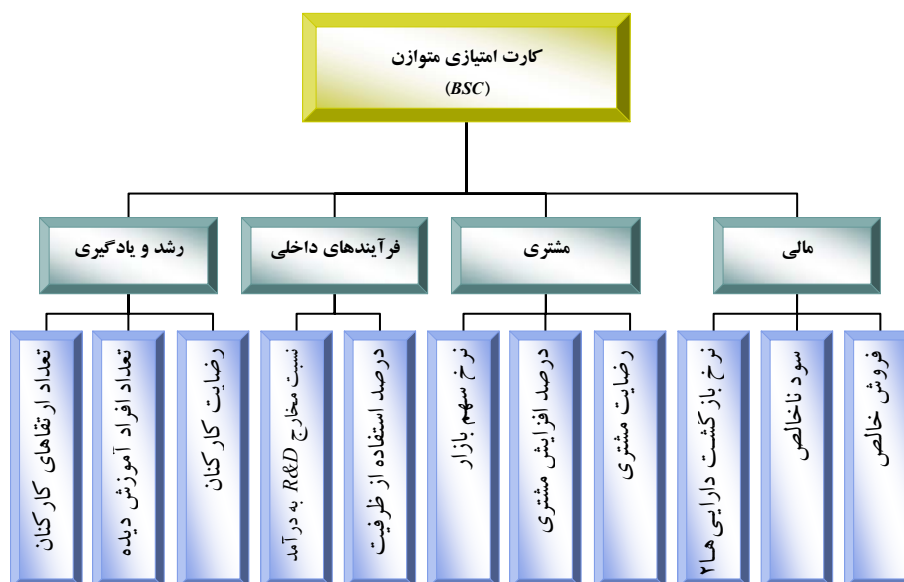 کارت امتیازی متوازن
(BSC)
مالی
مشتری
فرآیندهای داخلی
رشد و یادگیری
فروش خالص
سود ناخالص
نرخ بازگشت دارایی ها۲
رضایت مشتری
درصد افزایش مشتری
نرخ سهم بازار
درصد استفاده از ظرفیت
نسبت مخارج R&D به درآمد
رضایت کارکنان
تعداد افراد آموزش دیده
تعداد ارتقاهای کارکنان